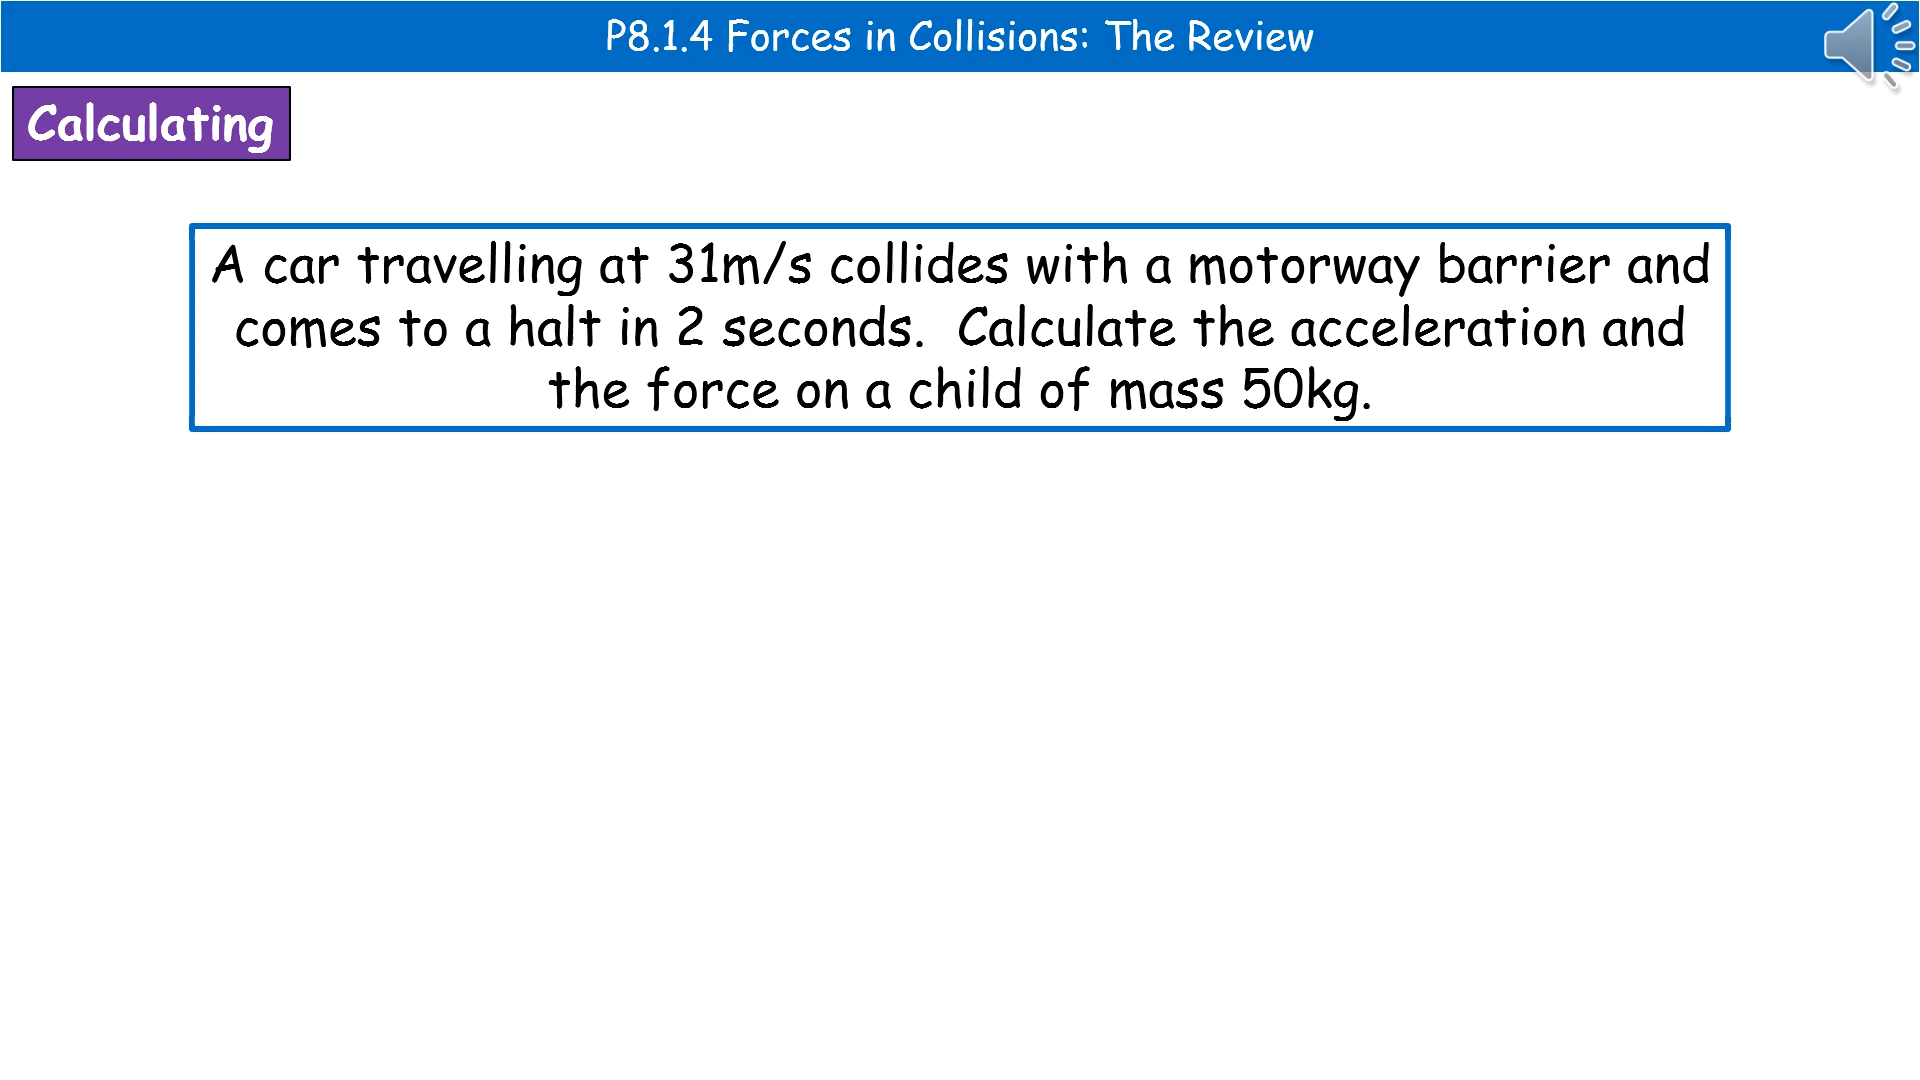 P8.1.4 Forces in Collisions: The Review
Calculating
A car travelling at 31m/s collides with a motorway barrier and
comes to a halt in 2 seconds.  Calculate the acceleration and
the force on a child of mass 50kg.